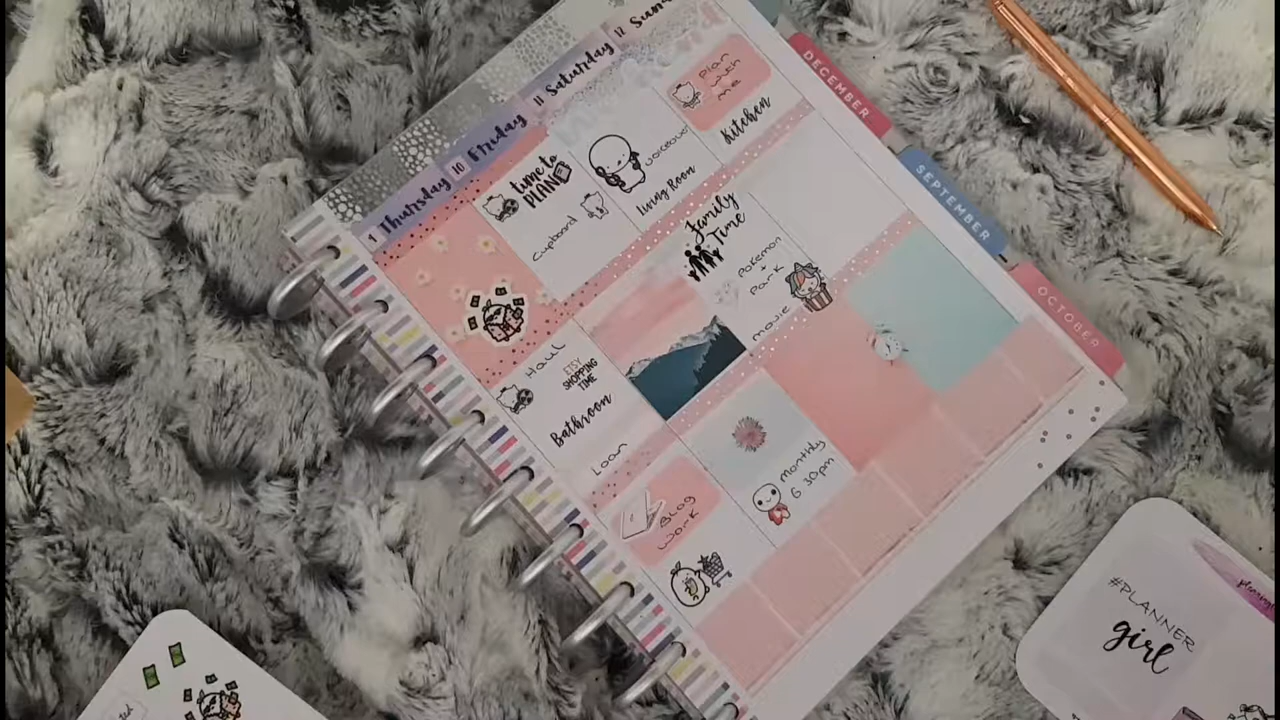 9 Thursday 10 Friday 11 Saturday 12 Sunday
Haul
ETSY
SHOPPING
TIME
Bathroom
Loan
BLOG
WORK
time to
PLAN
Cupboard
Monthly
6 30pm
Workout
Living Room
Family
Time
Pokemon
+
Park
movie
Plan
with
me
Kitchen
DECEMBER
SEPTEMBER
OCTOBER
#PLANNER
girl